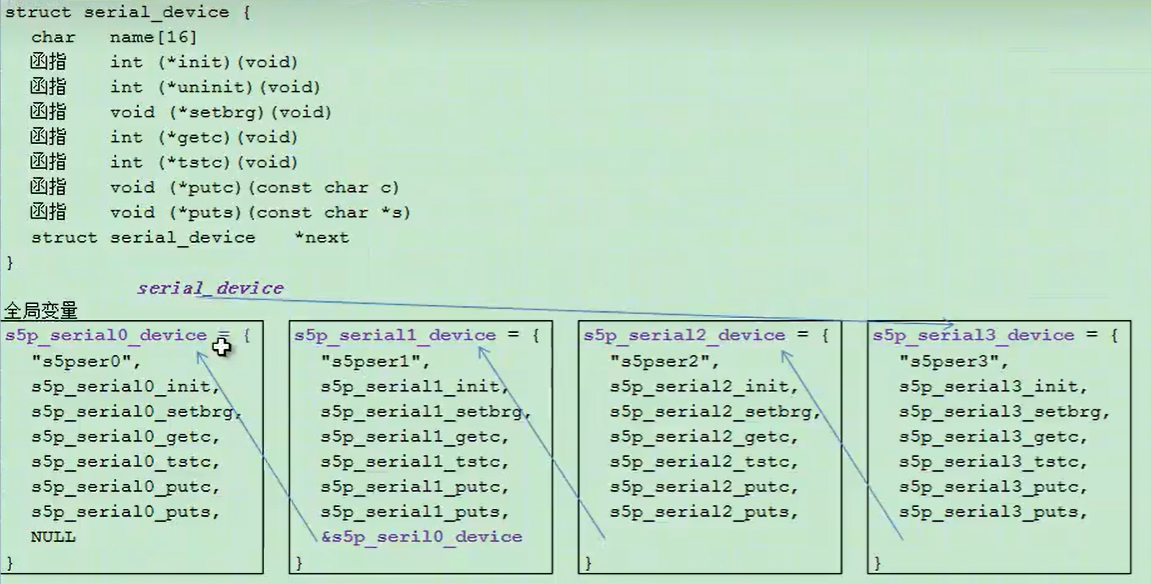 struct serial_device {
char name[16]
函指 int (*init)(void)
函指 int (*uninit)(void)
函指 void (*setbrg)(void)
函指 int (*getc)(void)
函指 int (*tstc)(void)
函指 void (*putc)(const char c)
函指 void (*puts)(const char *s)
struct serial_device *next
}
serial_device
全局变量
s5p_serial0_device = {
"s5pser0",
s5p_serial0_init,
s5p_serial0_setbrg,
s5p_serial0_getc,
s5p_serial0_tstc,
s5p_serial0_putc,
s5p_serial0_puts,
NULL
}
s5p_serial1_device = {
"s5pser1",
s5p_serial1_init,
s5p_serial1_setbrg,
s5p_serial1_getc,
s5p_serial1_tstc,
s5p_serial1_putc,
s5p_serial1_puts,
&s5p_seril0_device
}
s5p_serial2_device = {
"s5pser2",
s5p_serial2_init,
s5p_serial2_setbrg,
s5p_serial2_getc,
s5p_serial2_tstc,
s5p_serial2_putc,
s5p_serial2_puts,
}
s5p_serial3_device = {
"s5pser3",
s5p_serial3_init,
s5p_serial3_setbrg,
s5p_serial3_getc,
s5p_serial3_tstc,
s5p_serial3_putc,
s5p_serial3_puts,
}